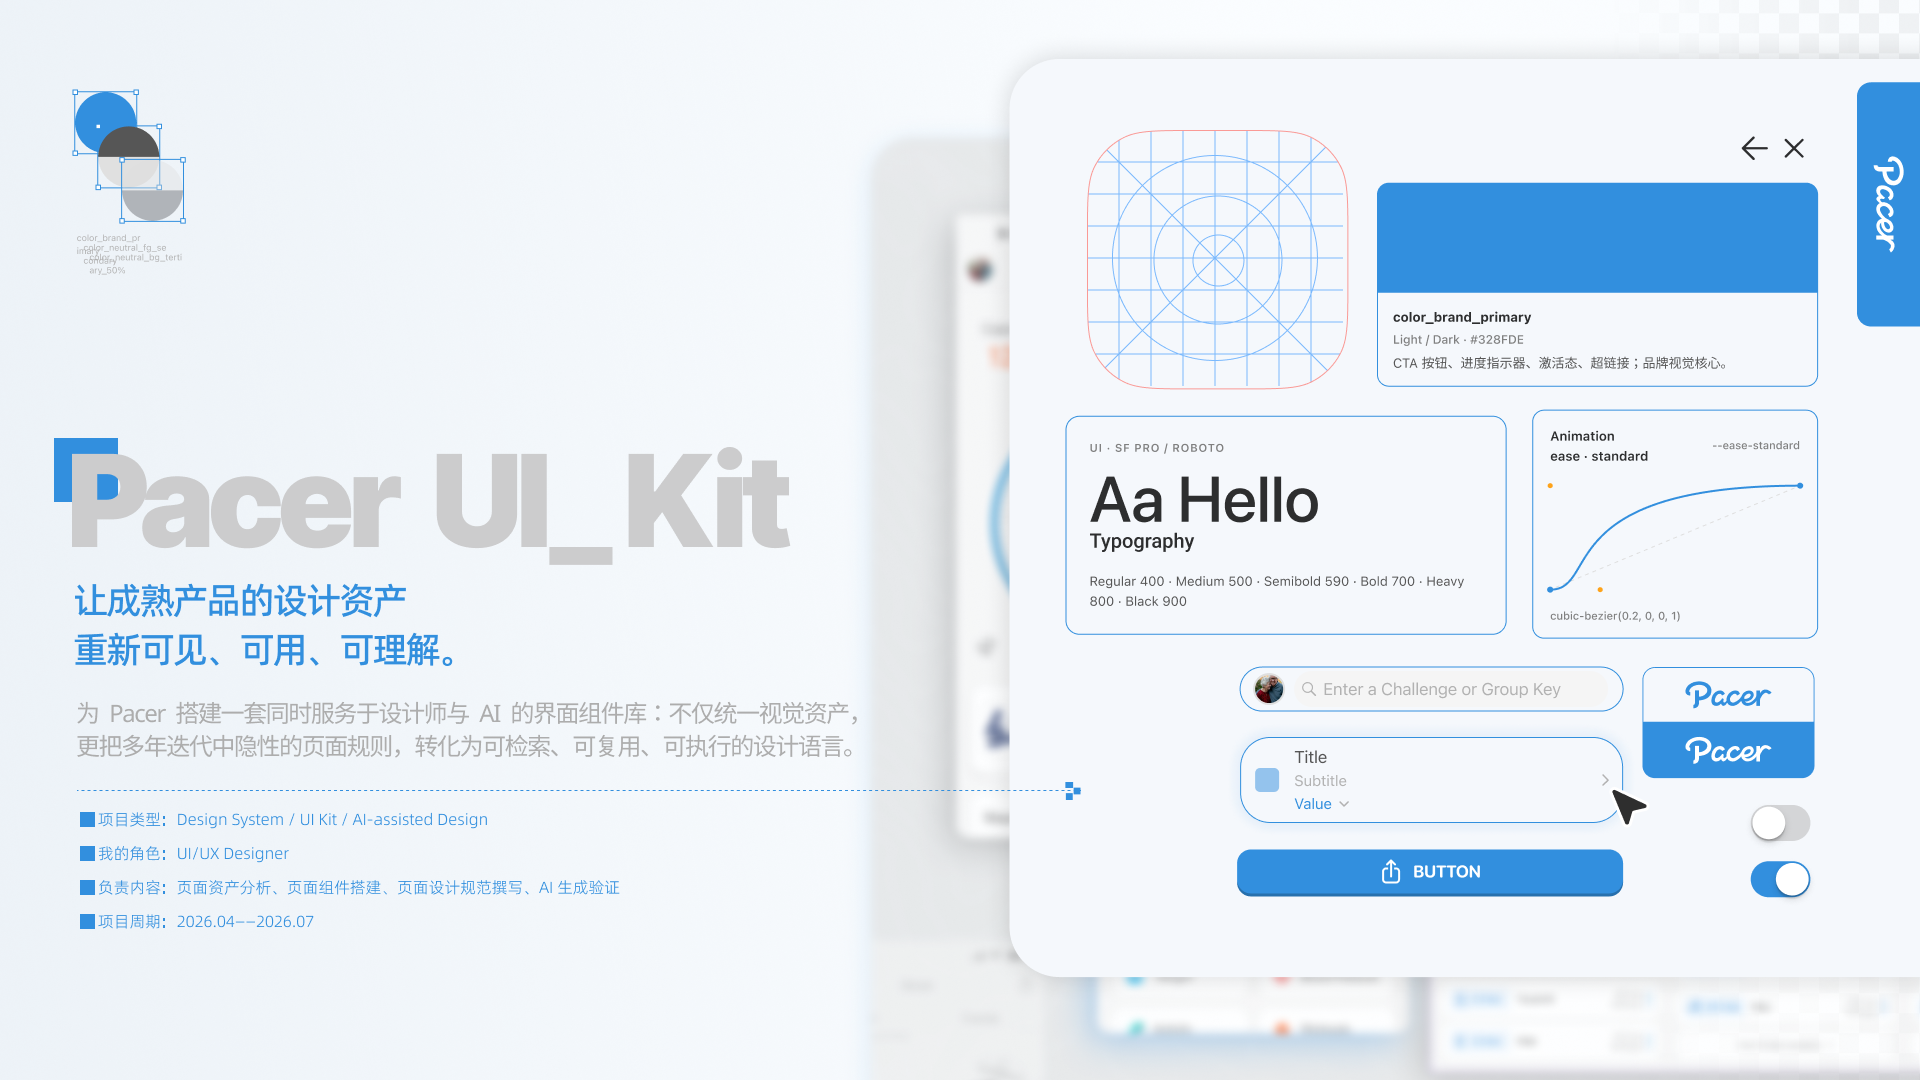 color_brand_pr
imary
color_neutral_fg_se
condary
color_neutral_bg_terti
ary_50%
Pacer UI_Kit
让成熟产品的设计资产
重新可见、可用、可理解。
为 Pacer 搭建一套同时服务于设计师与 AI 的界面组件库：不仅统一视觉资产，
更把多年迭代中隐性的页面规则，转化为可检索、可复用、可执行的设计语言。
项目类型：Design System / UI Kit / AI-assisted Design
我的角色：UI/UX Designer
负责内容：页面资产分析、页面组件搭建、页面设计规范撰写、AI 生成验证
项目周期：2026.04——2026.07
Pacer
color_brand_primary
Light / Dark · #328FDE
CTA 按钮、进度指示器、激活态、超链接；品牌视觉核心。
UI · SF PRO / ROBOTO
Aa Hello
Typography
Regular 400 · Medium 500 · Semibold 590 · Bold 700 · Heavy
800 · Black 900
Animation
ease · standard
--ease-standard
cubic-bezier(0.2, 0, 0, 1)
Enter a Challenge or Group Key
Pacer
Pacer
Title
Subtitle
Value
BUTTON